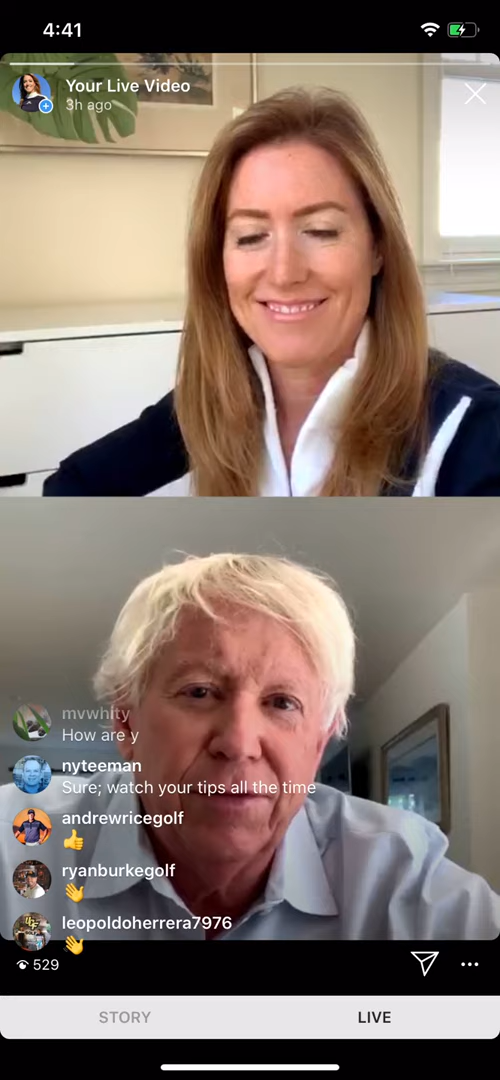 4:41
Your Live Video
3h ago
mvwhity
How are y
nyteeman
Sure; watch your tips all the time
andrewricegolf
👍
ryanburkegolf
👋
leopoldoherrera7976
👋
529
STORY
LIVE